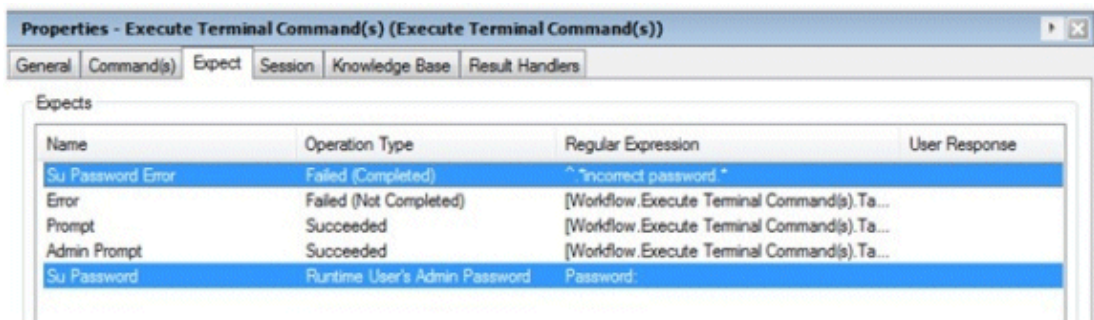 Properties - Execute Terminal Command(s) (Execute Terminal Command(s))
General Command(s) Expect Session Knowledge Base Result Handlers
Expects
Name Operation Type Regular Expression User Response
Su Password Error Failed (Completed) ^.*incorrect password.*
Error Failed (Not Completed) [Workflow.Execute Terminal Command(s).Ta...
Prompt Succeeded [Workflow.Execute Terminal Command(s).Ta...
Admin Prompt Succeeded [Workflow.Execute Terminal Command(s).Ta...
Su Password Runtime User's Admin Password Password: